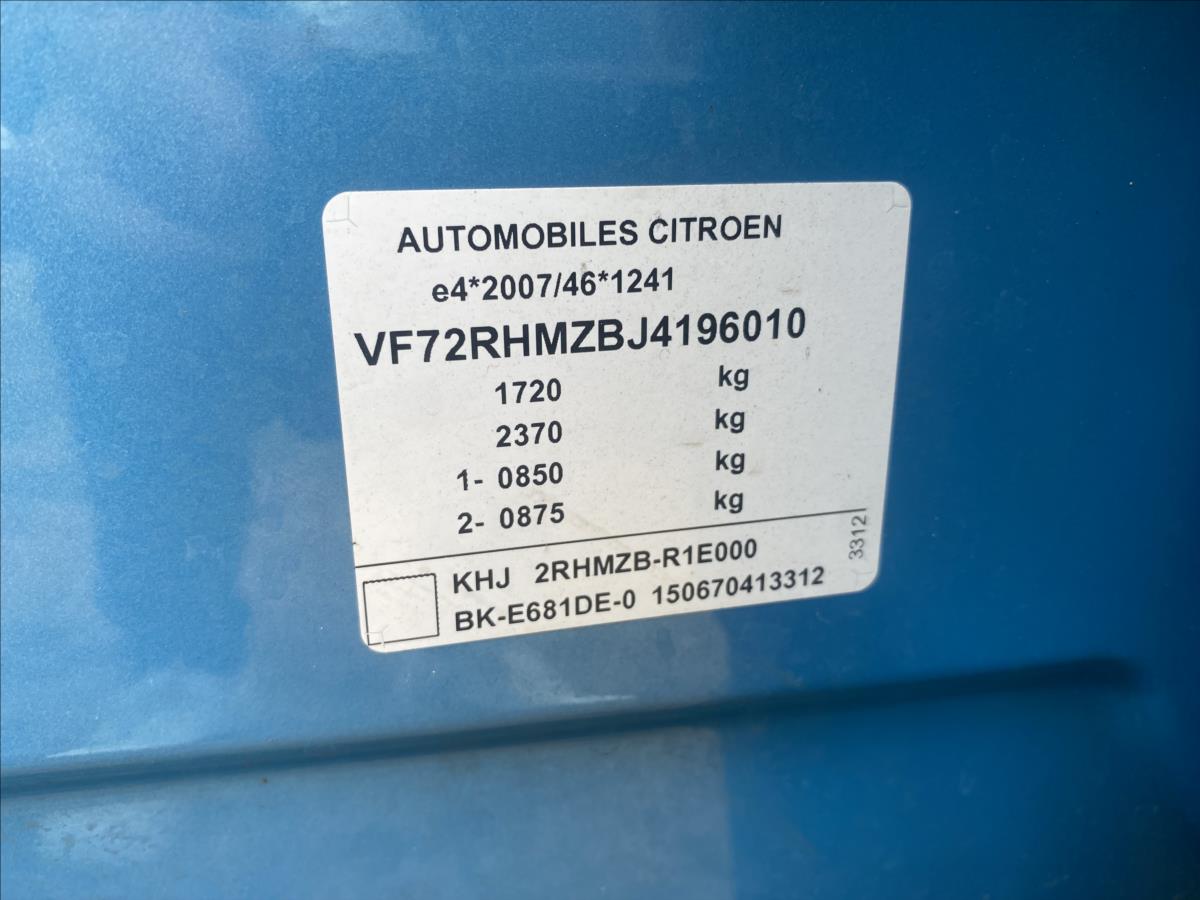 AUTOMOBILES CITROEN
e4*2007/46*1241
VF72RHMZBJ4196010
1720 kg
2370 kg
1- 0850 kg
2- 0875 kg
3312
KHJ 2RHMZB-R1E000
BK-E681DE-0 150670413312